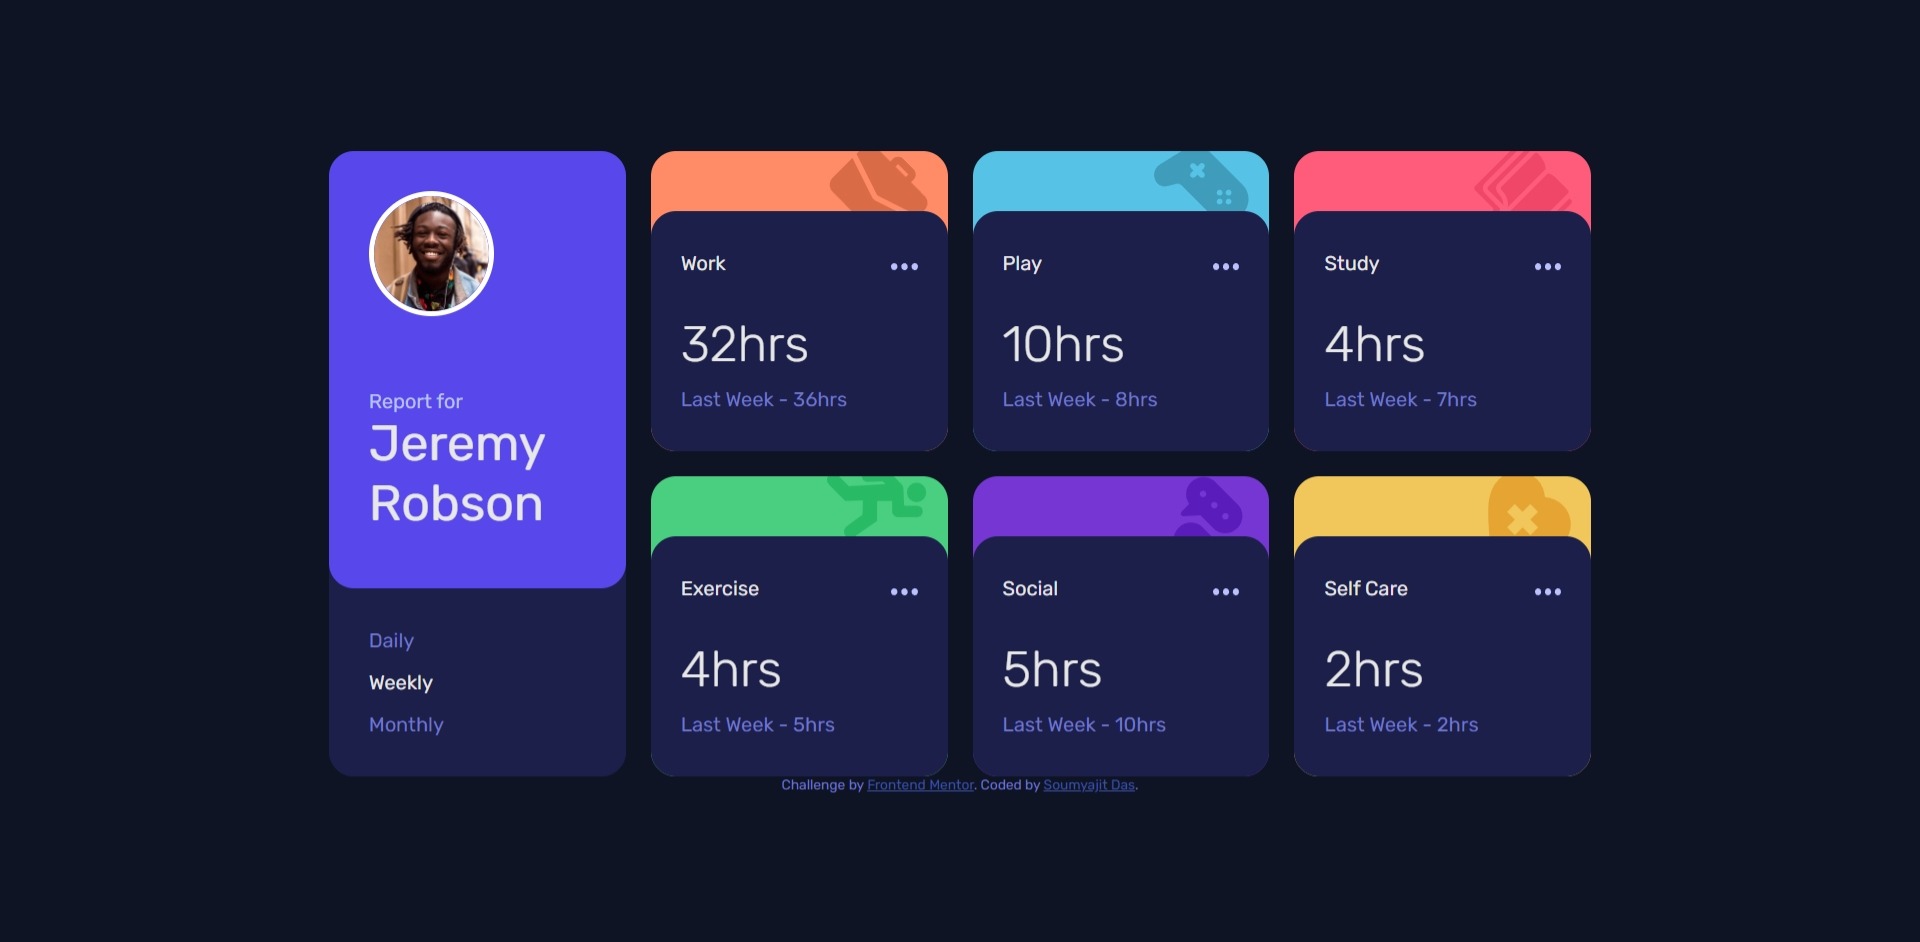 Report for
Jeremy
Robson
Daily
Weekly
Monthly
Work
32hrs
Last Week - 36hrs
Play
10hrs
Last Week - 8hrs
Study
4hrs
Last Week - 7hrs
Exercise
4hrs
Last Week - 5hrs
Social
5hrs
Last Week - 10hrs
Self Care
2hrs
Last Week - 2hrs
Challenge by Frontend Mentor. Coded by Soumyajit Das.